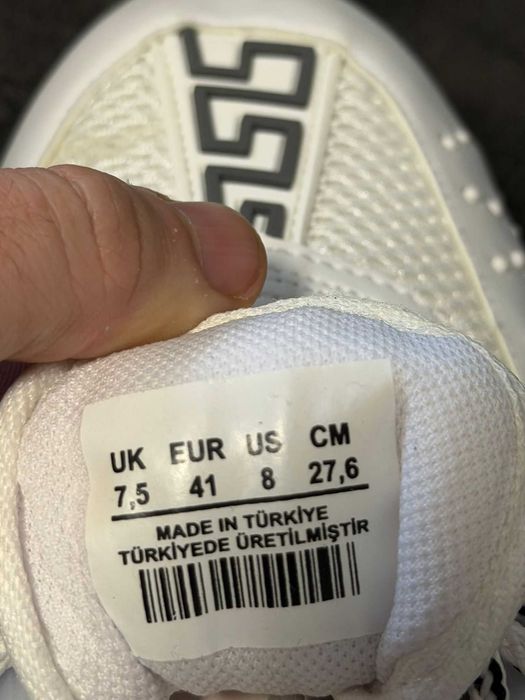 UK EUR US CM
7,5 41 8 27,6
MADE IN TÜRKİYE
TÜRKİYEDE ÜRETİLMİŞTİR